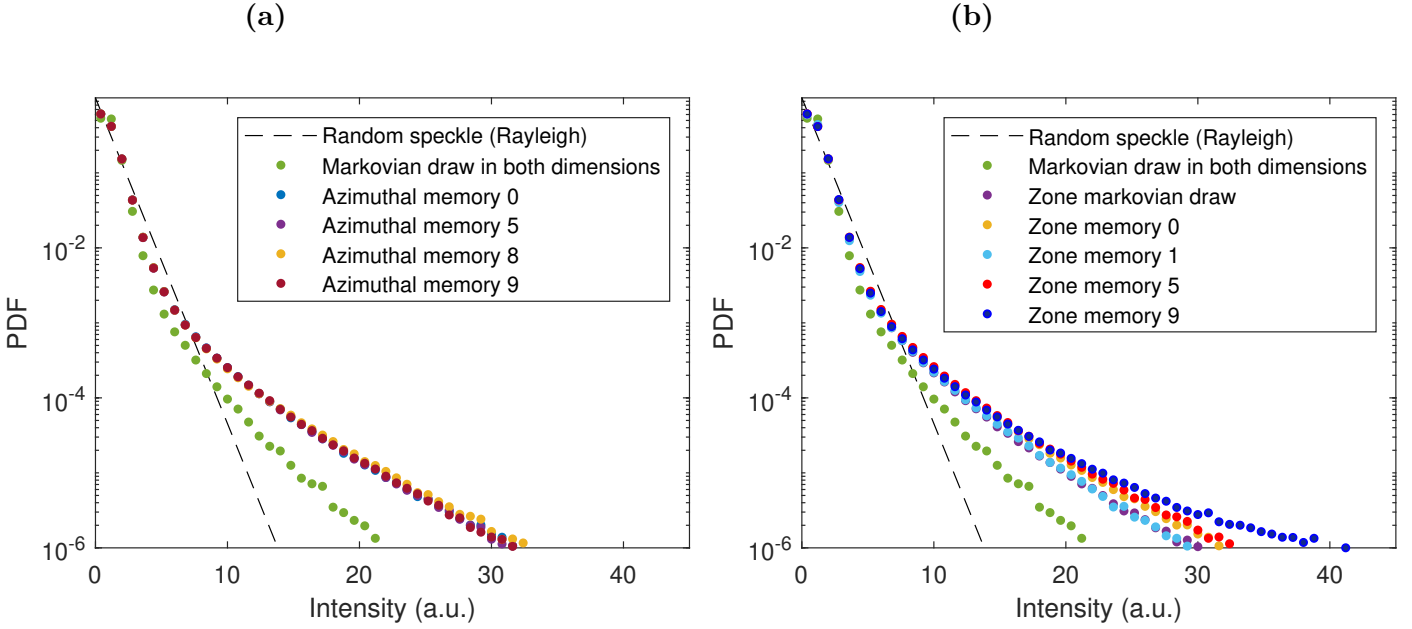 (a)
(b)
Random speckle (Rayleigh)
Markovian draw in both dimensions
Azimuthal memory 0
Azimuthal memory 5
Azimuthal memory 8
Azimuthal memory 9
10^-2
10^-4
10^-6
PDF
0
10
20
30
40
Intensity (a.u.)
Random speckle (Rayleigh)
Markovian draw in both dimensions
Zone markovian draw
Zone memory 0
Zone memory 1
Zone memory 5
Zone memory 9
10^-2
10^-4
10^-6
PDF
0
10
20
30
40
Intensity (a.u.)